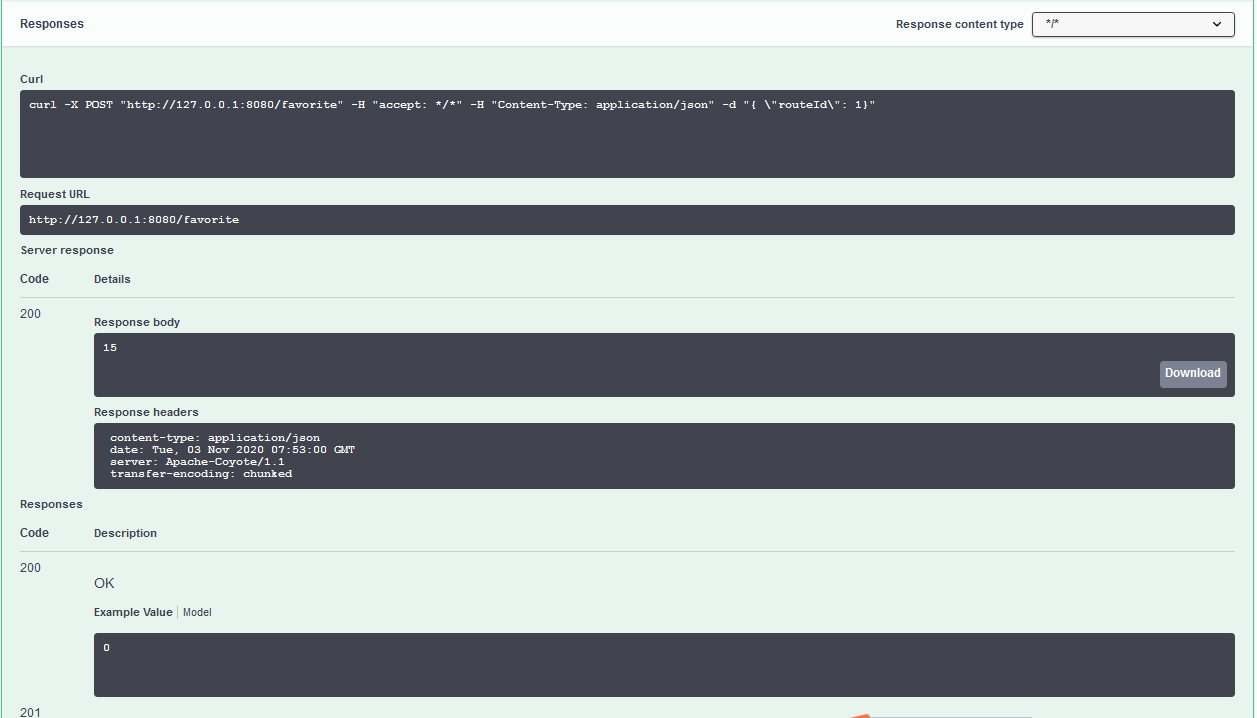 Responses
Response content type
*/*
Curl
curl -X POST "http://127.0.0.1:8080/favorite" -H "accept: */*" -H "Content-Type: application/json" -d "{ \"routeId\": 1}"
Request URL
http://127.0.0.1:8080/favorite
Server response
Code Details
200
Response body
15
Download
Response headers
content-type: application/json
date: Tue, 03 Nov 2020 07:53:00 GMT
server: Apache-Coyote/1.1
transfer-encoding: chunked
Responses
Code Description
200
OK
Example Value Model
0
201